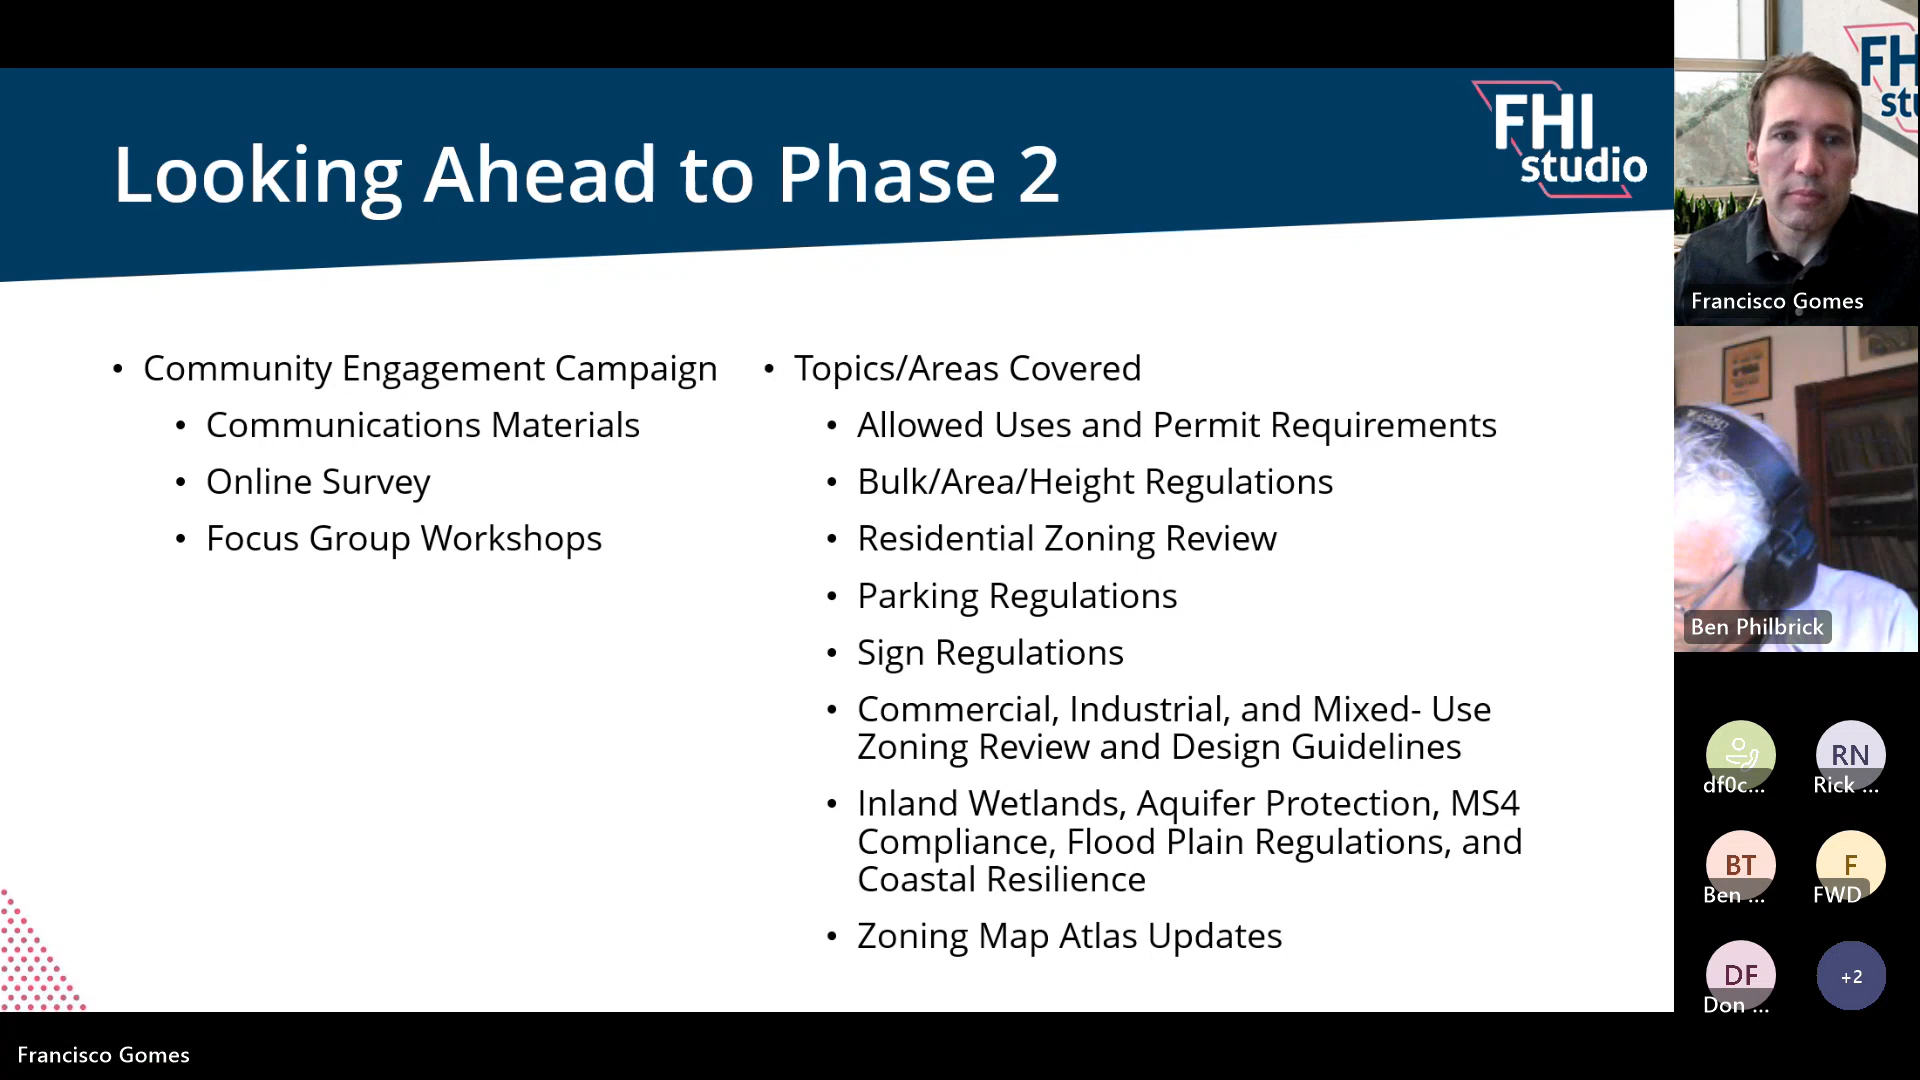 Looking Ahead to Phase 2
FHI
studio
• Community Engagement Campaign
• Communications Materials
• Online Survey
• Focus Group Workshops
• Topics/Areas Covered
• Allowed Uses and Permit Requirements
• Bulk/Area/Height Regulations
• Residential Zoning Review
• Parking Regulations
• Sign Regulations
• Commercial, Industrial, and Mixed- Use
Zoning Review and Design Guidelines
• Inland Wetlands, Aquifer Protection, MS4
Compliance, Flood Plain Regulations, and
Coastal Resilience
• Zoning Map Atlas Updates
FH
stu
Francisco Gomes
Ben Philbrick
df0c...
RN
Rick ...
BT
Ben ...
F
FWD
DF
Don ...
+2
Francisco Gomes